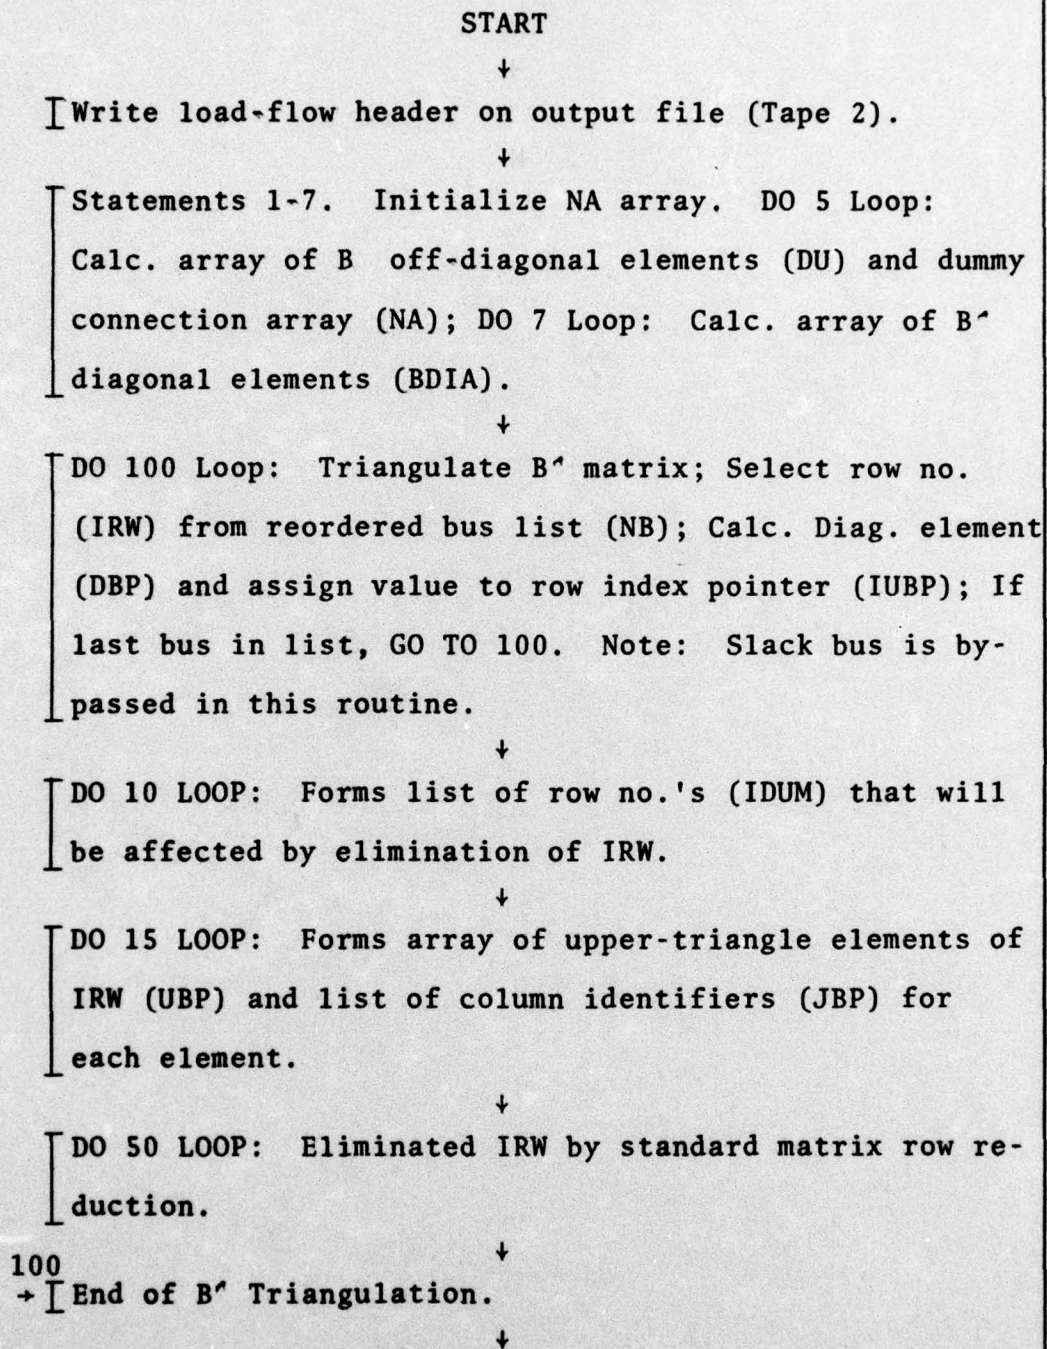 START
↓
Write load-flow header on output file (Tape 2).
↓
Statements 1-7. Initialize NA array. DO 5 Loop:
Calc. array of B off-diagonal elements (DU) and dummy
connection array (NA); DO 7 Loop: Calc. array of B′
diagonal elements (BDIA).
↓
DO 100 Loop: Triangulate B′ matrix; Select row no.
(IRW) from reordered bus list (NB); Calc. Diag. element
(DBP) and assign value to row index pointer (IUBP); If
last bus in list, GO TO 100. Note: Slack bus is by-
passed in this routine.
↓
DO 10 LOOP: Forms list of row no.'s (IDUM) that will
be affected by elimination of IRW.
↓
DO 15 LOOP: Forms array of upper-triangle elements of
IRW (UBP) and list of column identifiers (JBP) for
each element.
↓
DO 50 LOOP: Eliminated IRW by standard matrix row re-
duction.
↓
100
→ End of B′ Triangulation.
↓